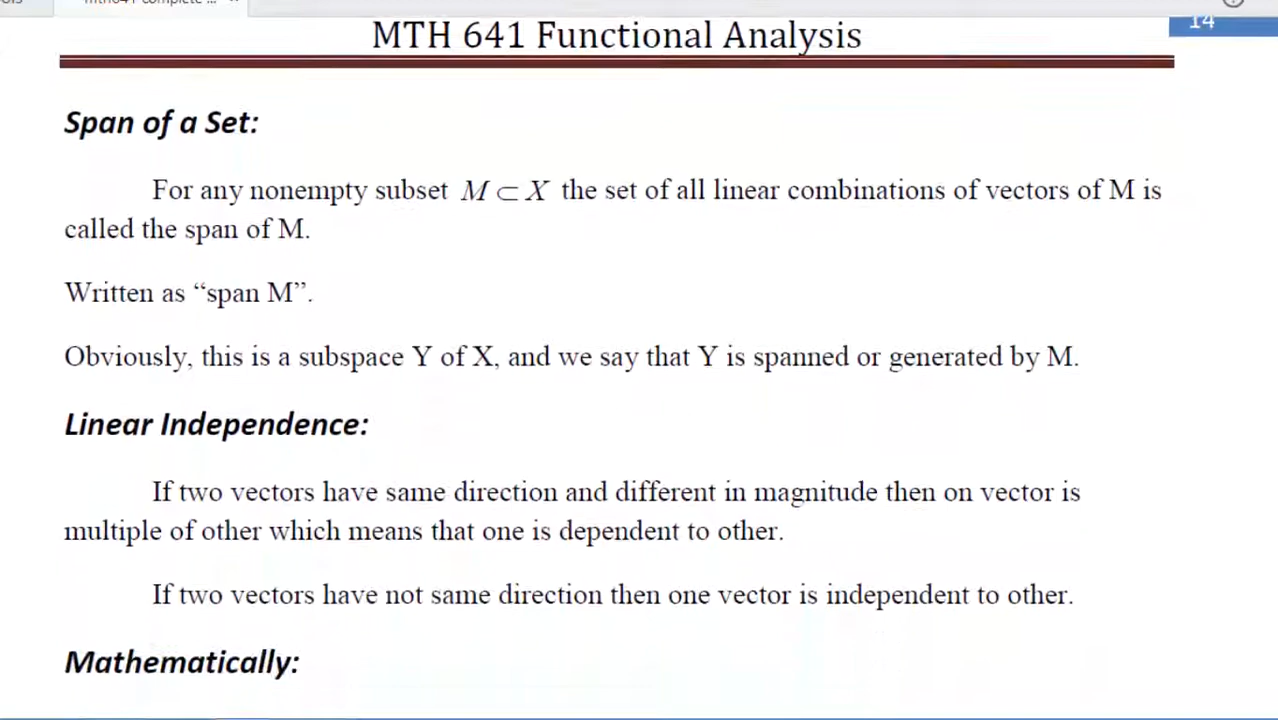 14
MTH 641 Functional Analysis
Span of a Set:
For any nonempty subset M ⊂ X the set of all linear combinations of vectors of M is
called the span of M.
Written as “span M”.
Obviously, this is a subspace Y of X, and we say that Y is spanned or generated by M.
Linear Independence:
If two vectors have same direction and different in magnitude then on vector is
multiple of other which means that one is dependent to other.
If two vectors have not same direction then one vector is independent to other.
Mathematically: